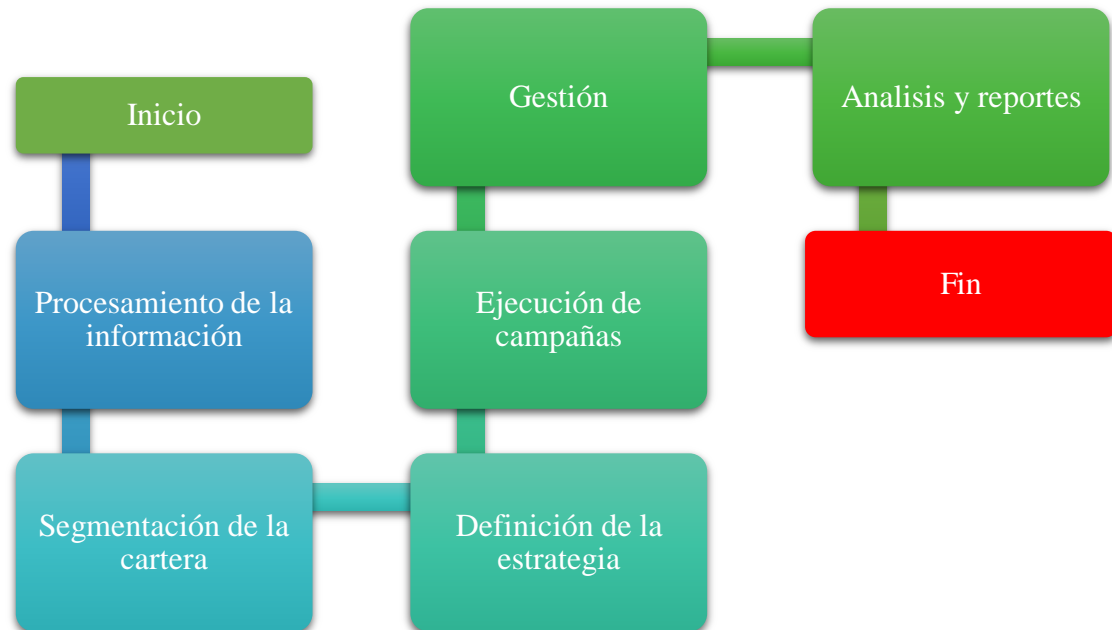 Inicio
Procesamiento de la
información
Segmentación de la
cartera
Definición de la
estrategia
Ejecución de
campañas
Gestión
Analisis y reportes
Fin